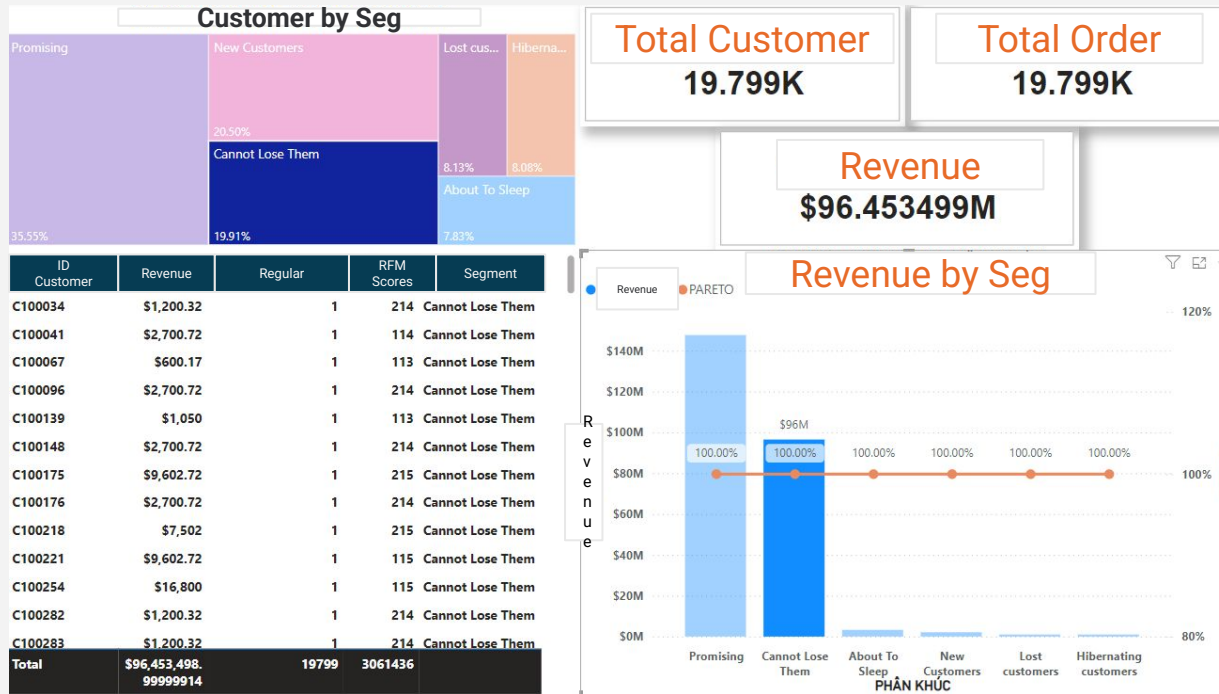 Customer by Seg
Promising
35.55%
New Customers
20.50%
Cannot Lose Them
19.91%
Lost cus...
8.13%
Hiberna...
8.08%
About To Sleep
7.83%
Total Customer
19.799K
Total Order
19.799K
Revenue
$96.453499M
ID Customer Revenue Regular RFM Scores Segment
C100034 $1,200.32 1 214 Cannot Lose Them
C100041 $2,700.72 1 114 Cannot Lose Them
C100067 $600.17 1 113 Cannot Lose Them
C100096 $2,700.72 1 214 Cannot Lose Them
C100139 $1,050 1 113 Cannot Lose Them
C100148 $2,700.72 1 214 Cannot Lose Them
C100175 $9,602.72 1 215 Cannot Lose Them
C100176 $2,700.72 1 214 Cannot Lose Them
C100218 $7,502 1 215 Cannot Lose Them
C100221 $9,602.72 1 115 Cannot Lose Them
C100254 $16,800 1 115 Cannot Lose Them
C100282 $1,200.32 1 214 Cannot Lose Them
C100283 $1,200.32 1 214 Cannot Lose Them
Total $96,453,498.99999914 19799 3061436
Revenue by Seg
Revenue PARETO
Revenue
$140M
$120M
$100M
$80M
$60M
$40M
$20M
$0M
120%
100%
80%
$96M
100.00% 100.00% 100.00% 100.00% 100.00% 100.00%
Promising
Cannot Lose Them
About To Sleep
New Customers
Lost customers
Hibernating customers
PHÂN KHÚC